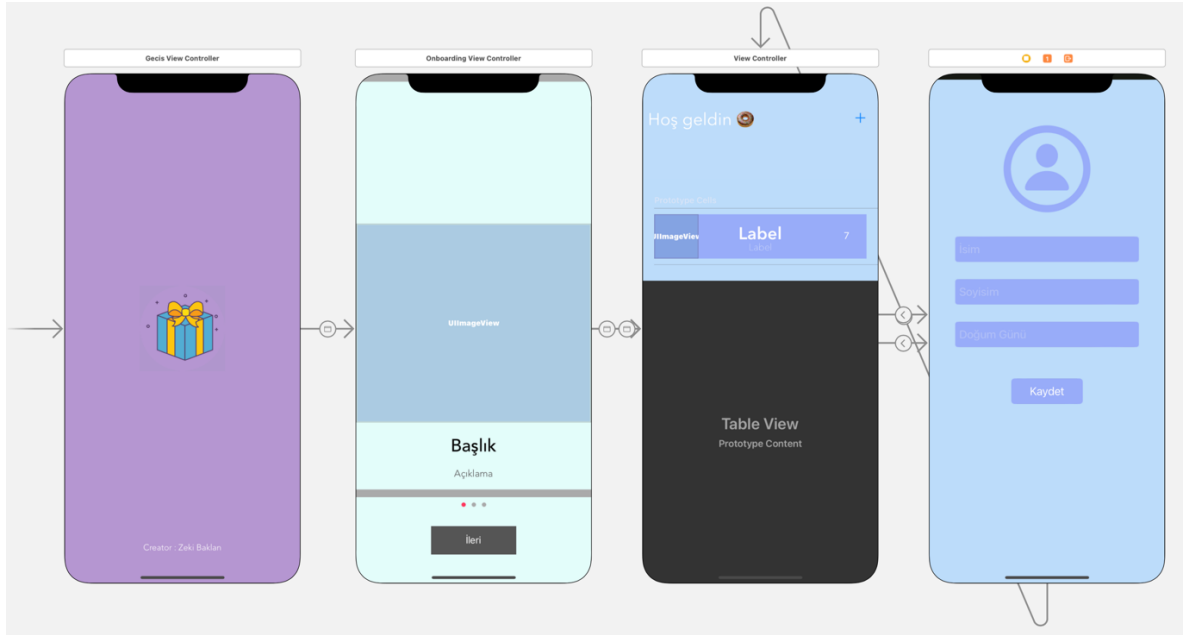 Gecis View Controller
Creator : Zeki Baklan
Onboarding View Controller
UIImageView
Başlık
Açıklama
İleri
View Controller
Hoş geldin
+
Prototype Cells
UIImageView
Label
Label
7
Table View
Prototype Content
1
İsim
Soyisim
Doğum Günü
Kaydet